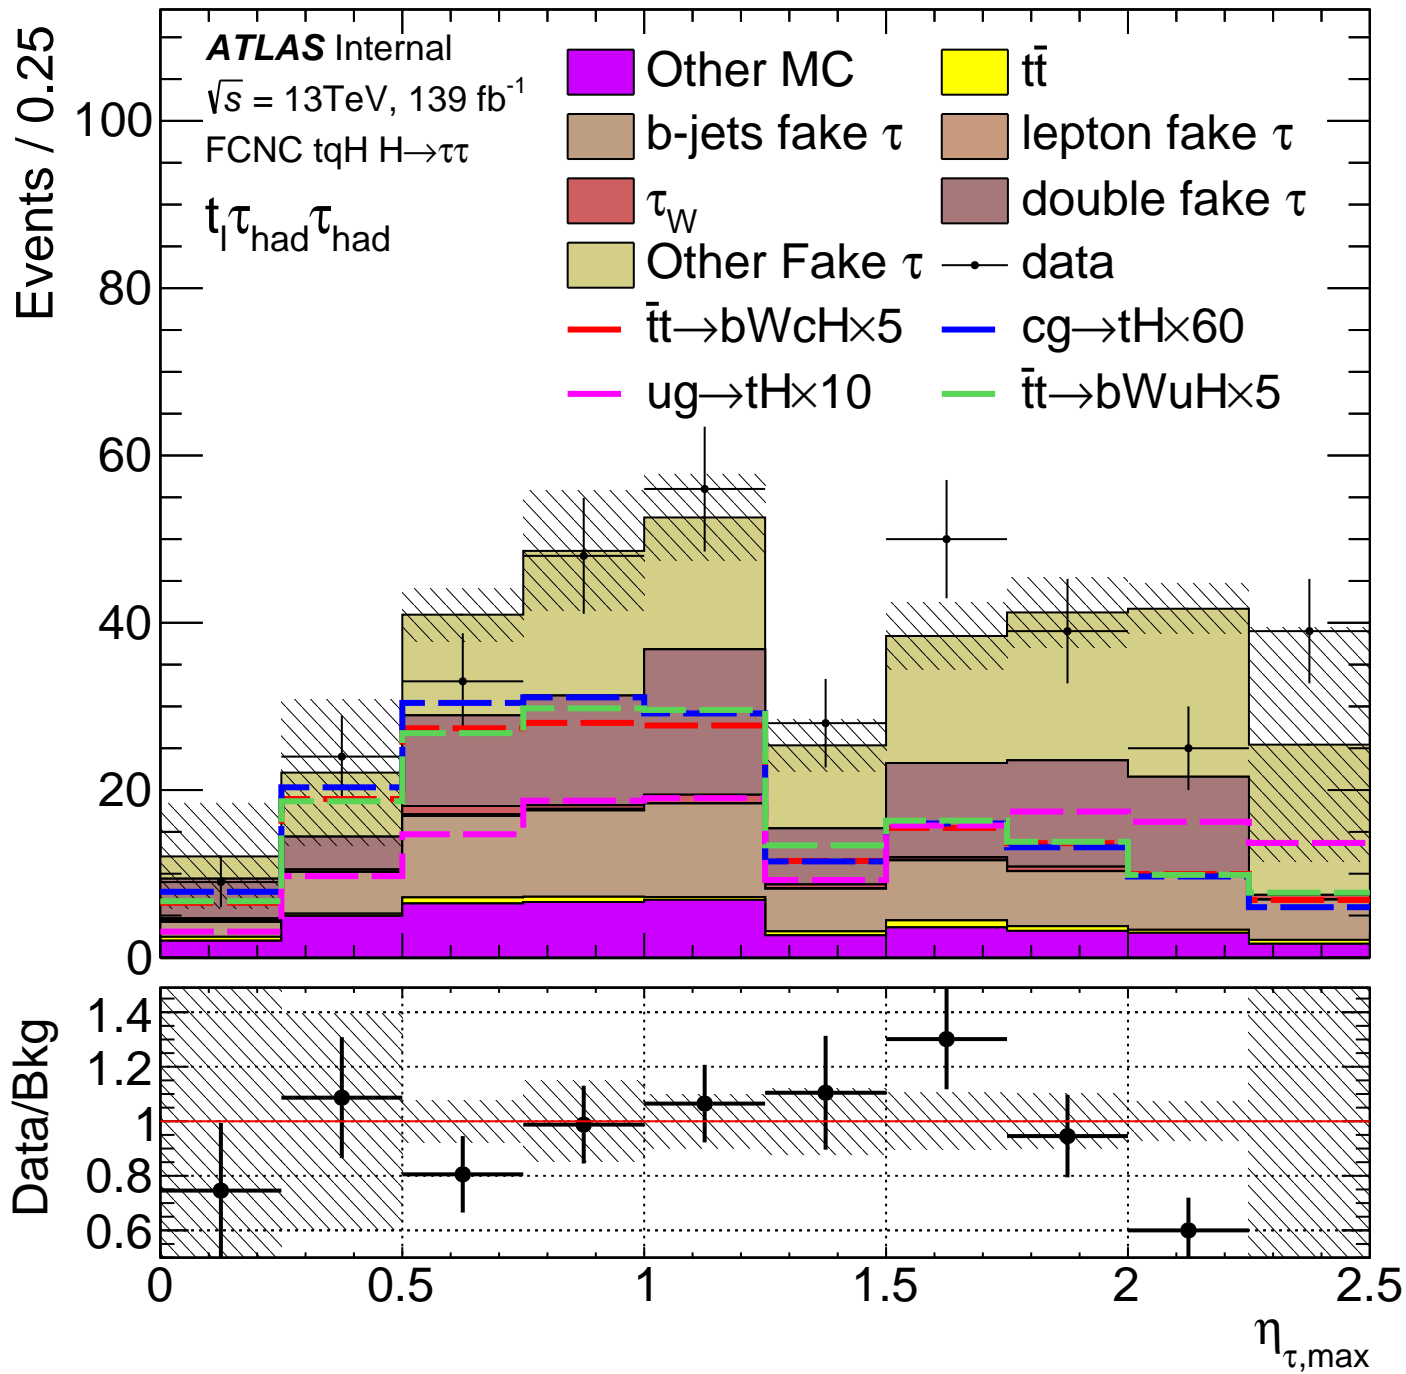 ATLAS Internal
√s = 13TeV, 139 fb⁻¹
FCNC tqH H→ττ
tₗτ_hadτ_had
Other MC
tt̄
b-jets fake τ
lepton fake τ
τ_W
double fake τ
Other Fake τ
data
t̄t→bWcH×5
cg→tH×60
ug→tH×10
t̄t→bWuH×5
Events / 0.25
100
80
60
40
20
0
Data/Bkg
1.4
1.2
1
0.8
0.6
0 0.5 1 1.5 2 2.5
η_τ,max